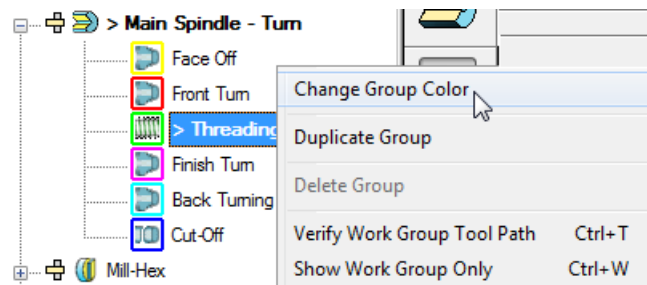 > Main Spindle - Turn
Face Off
Front Turn
Change Group Color
> Threading
Duplicate Group
Finish Turn
Delete Group
Back Turning
Cut-Off
Verify Work Group Tool Path Ctrl+T
Mill-Hex
Show Work Group Only Ctrl+W